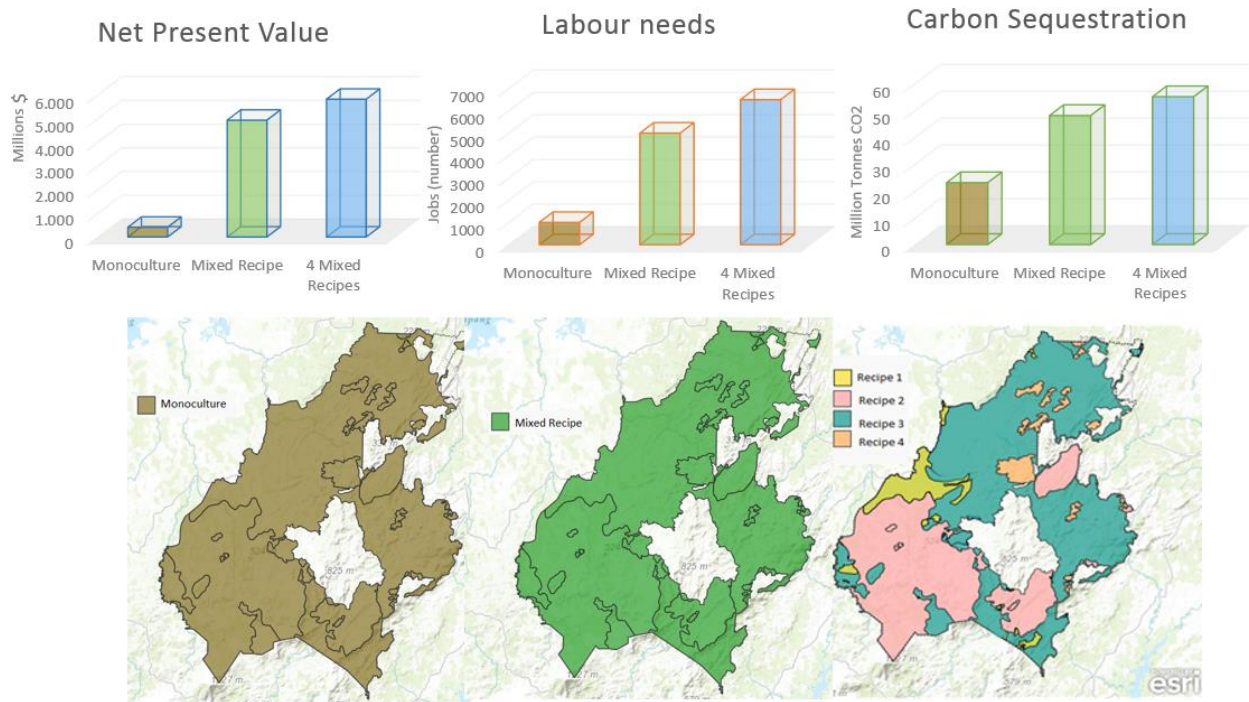 Net Present Value
Millions $
6.000
5.000
4.000
3.000
2.000
1.000
0
Monoculture
Mixed Recipe
4 Mixed
Recipes
Labour needs
Jobs (number)
7000
6000
5000
4000
3000
2000
1000
0
Monoculture
Mixed Recipe
4 Mixed
Recipes
Carbon Sequestration
Million Tonnes CO2
60
50
40
30
20
10
0
Monoculture
Mixed Recipe
4 Mixed
Recipes
Monoculture
825 m
Mixed Recipe
825 m
Recipe 1
Recipe 2
Recipe 3
Recipe 4
825 m
esri